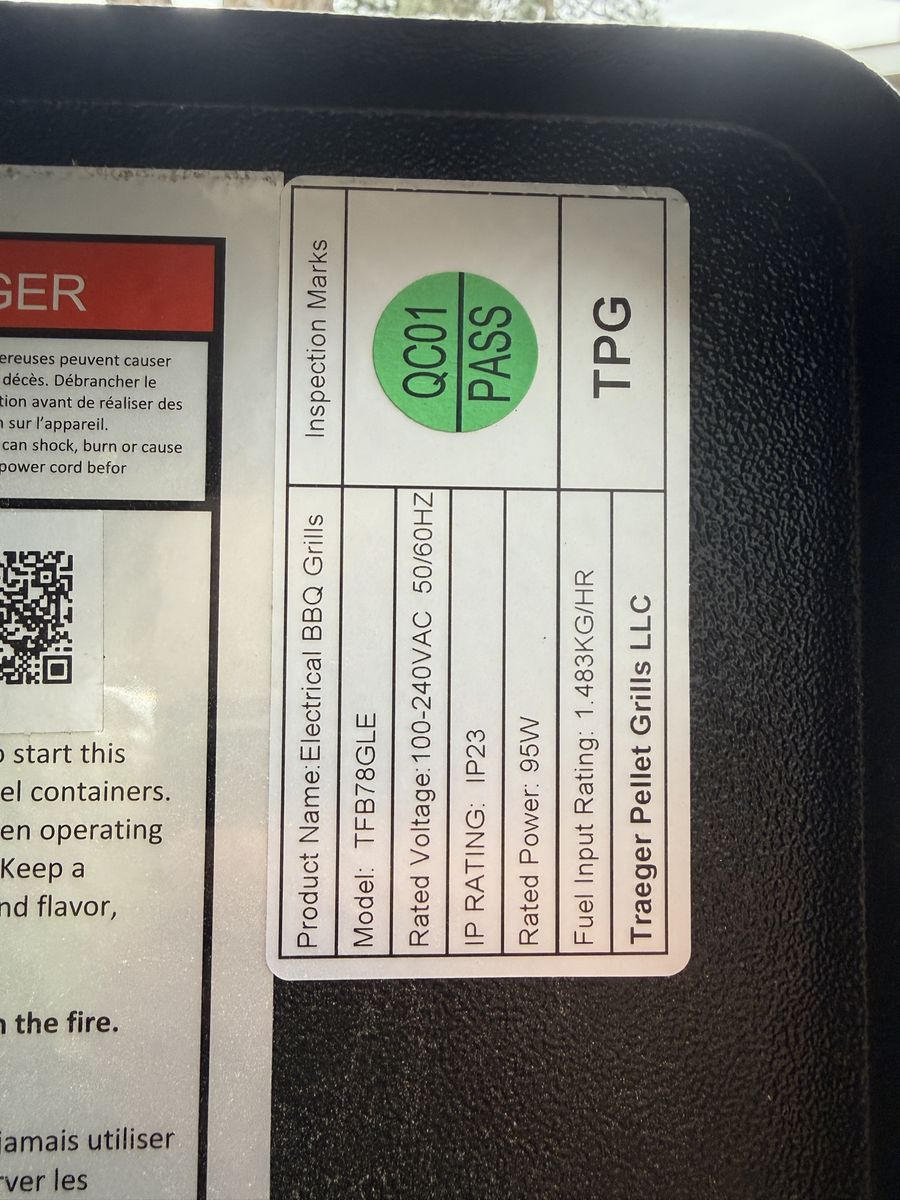 GER
ereuses peuvent causer
décès. Débrancher le
tion avant de réaliser des
sur l'appareil.
can shock, burn or cause
power cord befor
start this
el containers.
en operating
Keep a
nd flavor,
the fire.
jamais utiliser
rver les
Product Name:Electrical BBQ Grills
Inspection Marks
Model: TFB78GLE
Rated Voltage:100-240VAC 50/60HZ
IP RATING: IP23
Rated Power: 95W
QC01
PASS
Fuel Input Rating: 1.483KG/HR
Traeger Pellet Grills LLC
TPG